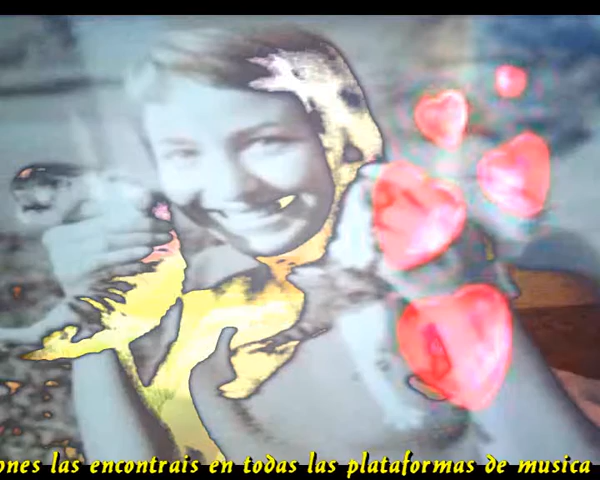 ones las encontrais en todas las plataformas de musica